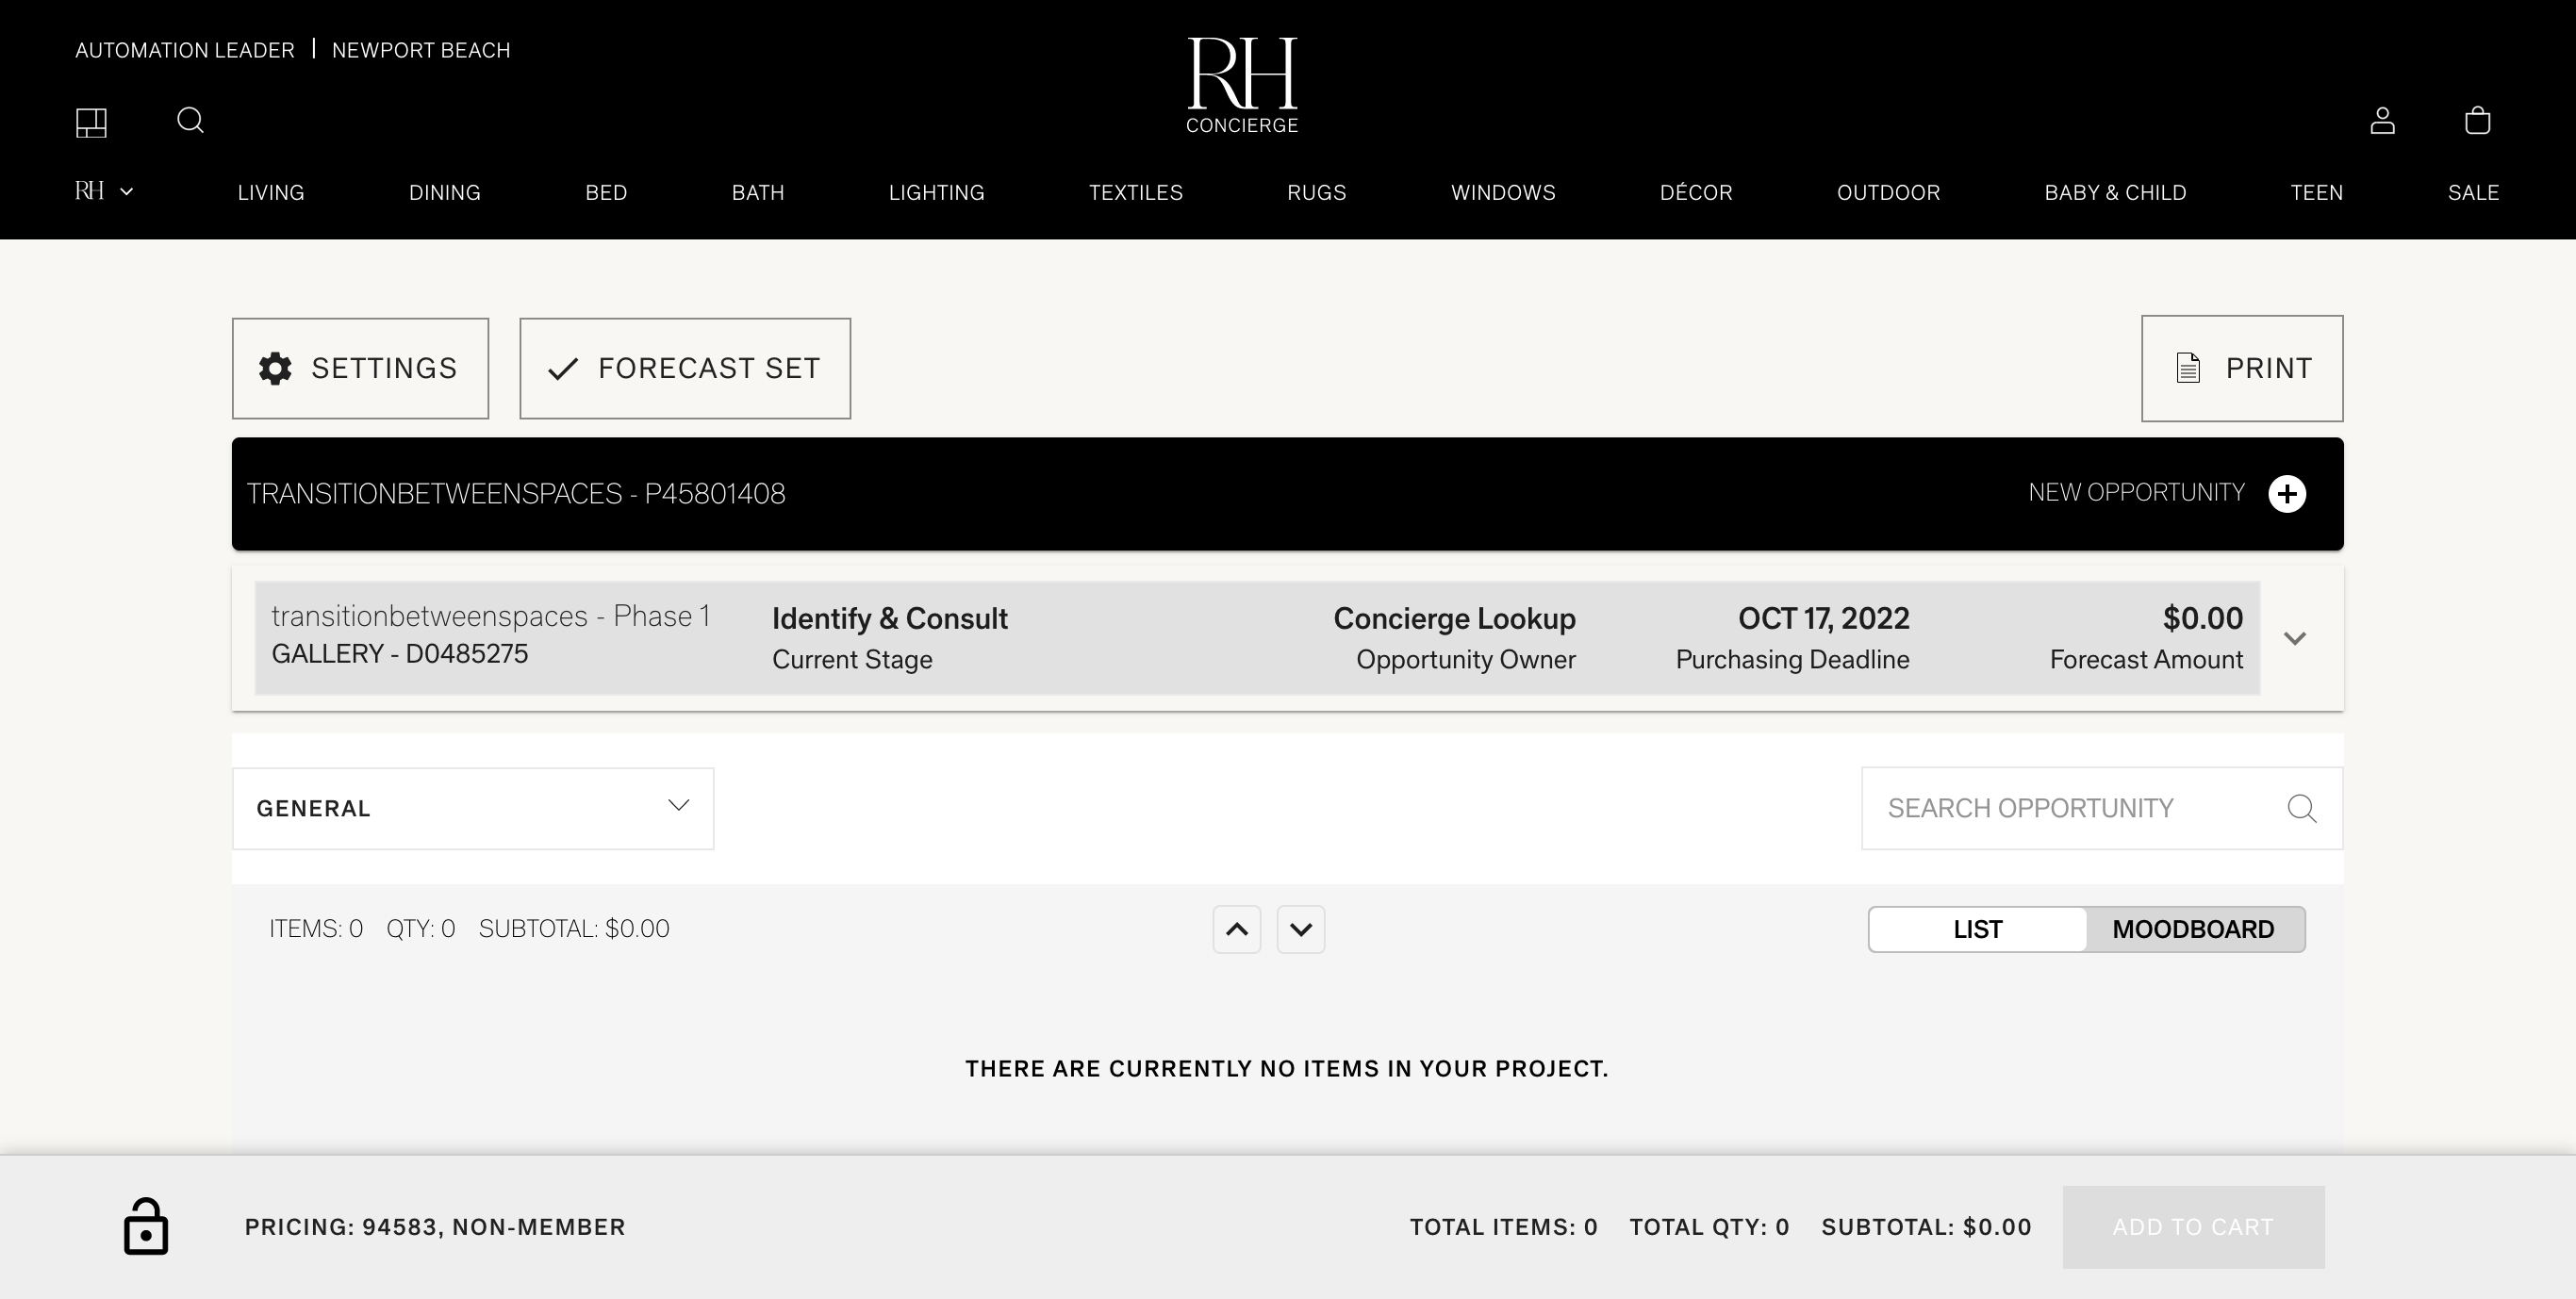 AUTOMATION LEADER | NEWPORT BEACH
RH
CONCIERGE
RH LIVING DINING BED BATH LIGHTING TEXTILES RUGS WINDOWS DÉCOR OUTDOOR BABY & CHILD TEEN SALE
SETTINGS FORECAST SET PRINT
TRANSITIONBETWEENSPACES - P45801408 NEW OPPORTUNITY
transitionbetweenspaces - Phase 1 Identify & Consult Concierge Lookup OCT 17, 2022 $0.00
GALLERY - D0485275 Current Stage Opportunity Owner Purchasing Deadline Forecast Amount
GENERAL SEARCH OPPORTUNITY
ITEMS: 0 QTY: 0 SUBTOTAL: $0.00 LIST MOODBOARD
THERE ARE CURRENTLY NO ITEMS IN YOUR PROJECT.
PRICING: 94583, NON-MEMBER TOTAL ITEMS: 0 TOTAL QTY: 0 SUBTOTAL: $0.00 ADD TO CART